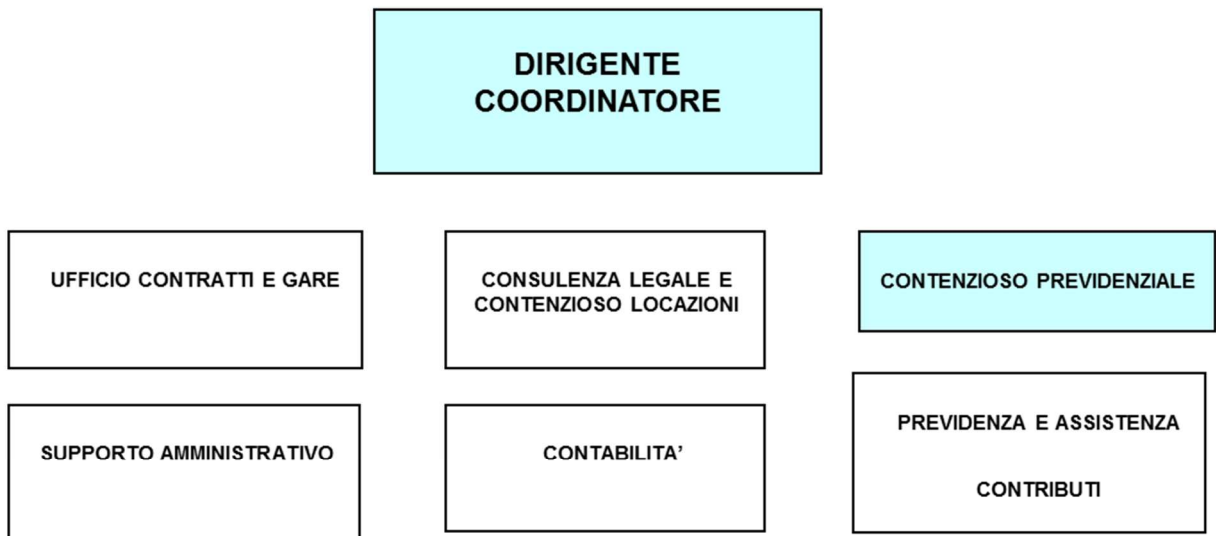 DIRIGENTE
COORDINATORE
UFFICIO CONTRATTI E GARE
CONSULENZA LEGALE E
CONTENZIOSO LOCAZIONI
CONTENZIOSO PREVIDENZIALE
SUPPORTO AMMINISTRATIVO
CONTABILITA’
PREVIDENZA E ASSISTENZA
CONTRIBUTI